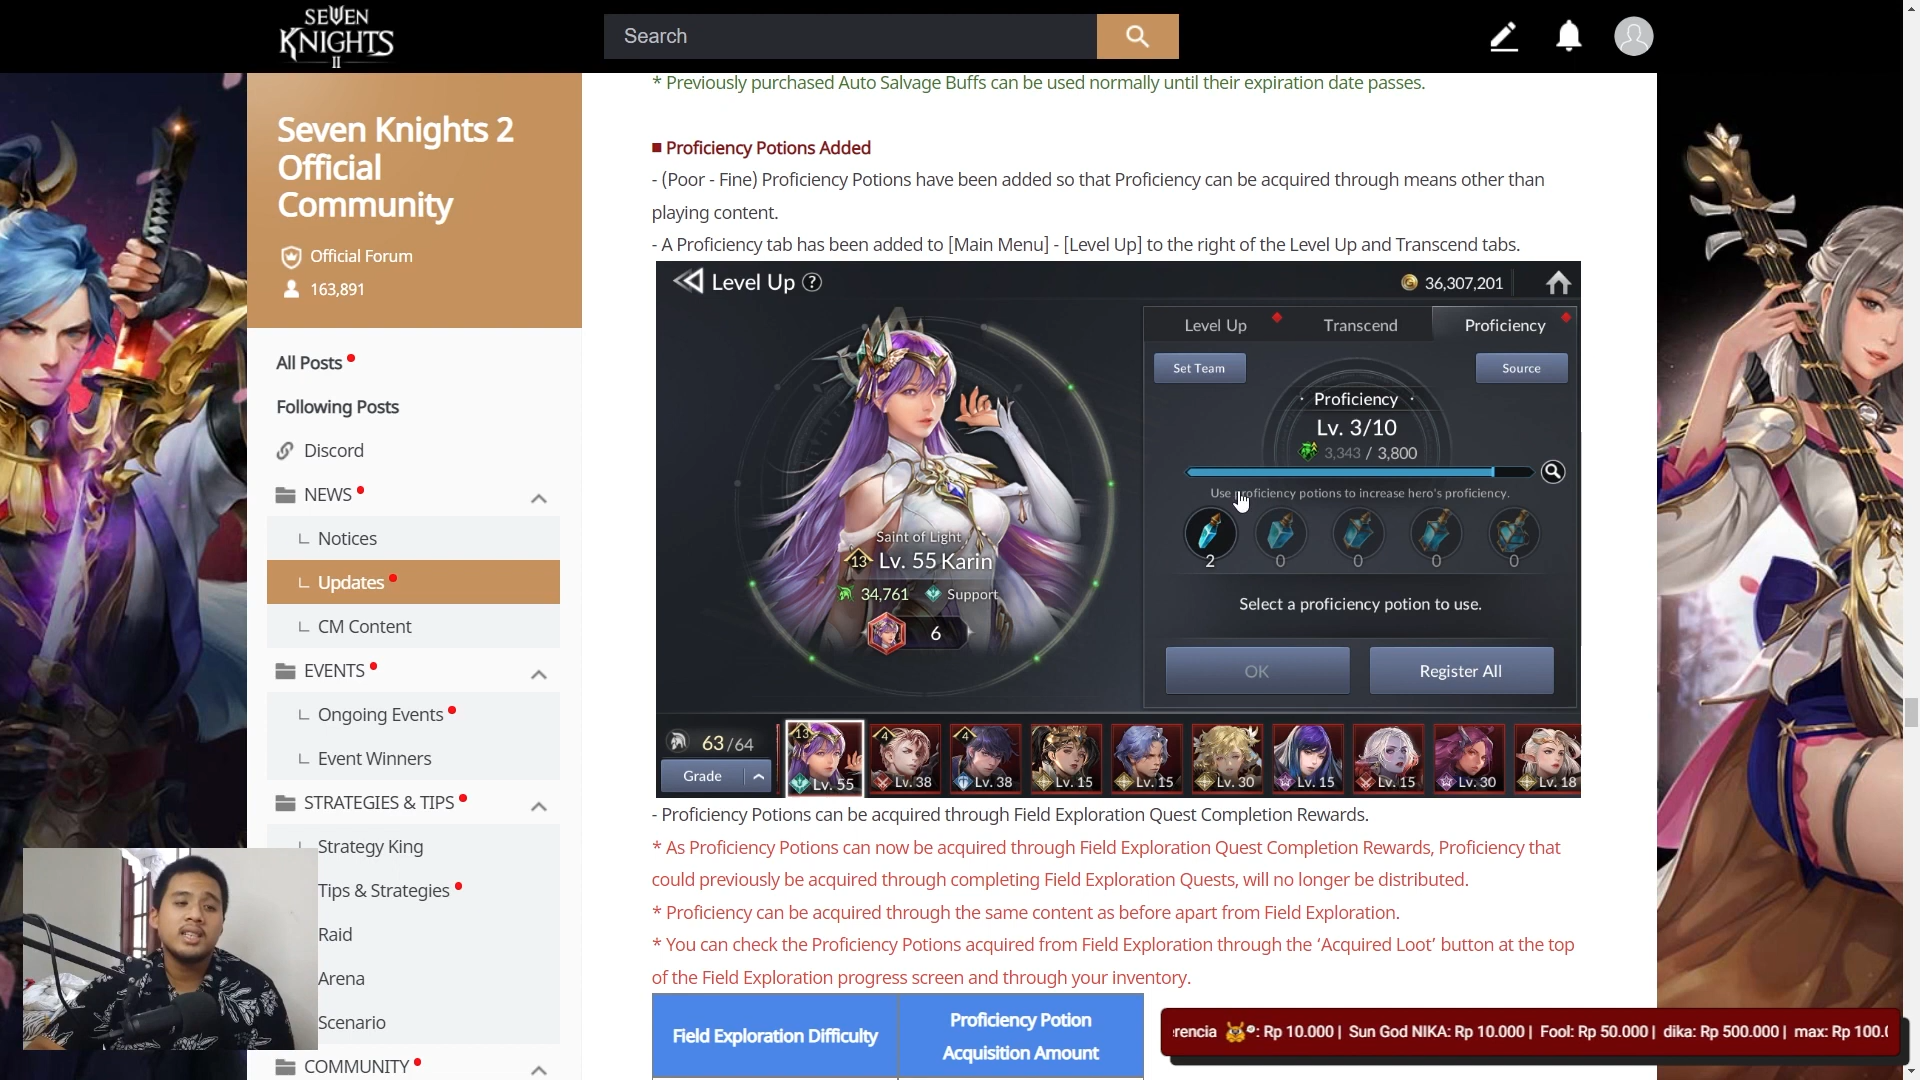 SEVEN
KNIGHTS
II
Search
Seven Knights 2
Official
Community
Official Forum
163,891
All Posts
Following Posts
Discord
NEWS
Notices
Updates
CM Content
EVENTS
Ongoing Events
Event Winners
STRATEGIES & TIPS
Strategy King
Tips & Strategies
Raid
Arena
Scenario
COMMUNITY
* Previously purchased Auto Salvage Buffs can be used normally until their expiration date passes.
■ Proficiency Potions Added
- (Poor - Fine) Proficiency Potions have been added so that Proficiency can be acquired through means other than
playing content.
- A Proficiency tab has been added to [Main Menu] - [Level Up] to the right of the Level Up and Transcend tabs.
Level Up ?
36,307,201
Level Up Transcend Proficiency
Set Team Source
Proficiency
Lv. 3/10
3,343 / 3,800
Use proficiency potions to increase hero's proficiency.
2 0 0 0 0
Select a proficiency potion to use.
OK Register All
Saint of Light
13 Lv. 55 Karin
34,761 Support
6
63/64
Grade
13 Lv. 55
4 Lv. 38
4 Lv. 38
Lv. 15
Lv. 15
Lv. 30
Lv. 15
Lv. 15
Lv. 30
Lv. 18
- Proficiency Potions can be acquired through Field Exploration Quest Completion Rewards.
* As Proficiency Potions can now be acquired through Field Exploration Quest Completion Rewards, Proficiency that
could previously be acquired through completing Field Exploration Quests, will no longer be distributed.
* Proficiency can be acquired through the same content as before apart from Field Exploration.
* You can check the Proficiency Potions acquired from Field Exploration through the ‘Acquired Loot’ button at the top
of the Field Exploration progress screen and through your inventory.
Field Exploration Difficulty
Proficiency Potion
Acquisition Amount
rencia : Rp 10.000 | Sun God NIKA: Rp 10.000 | Fool: Rp 50.000 | dika: Rp 500.000 | max: Rp 100.0